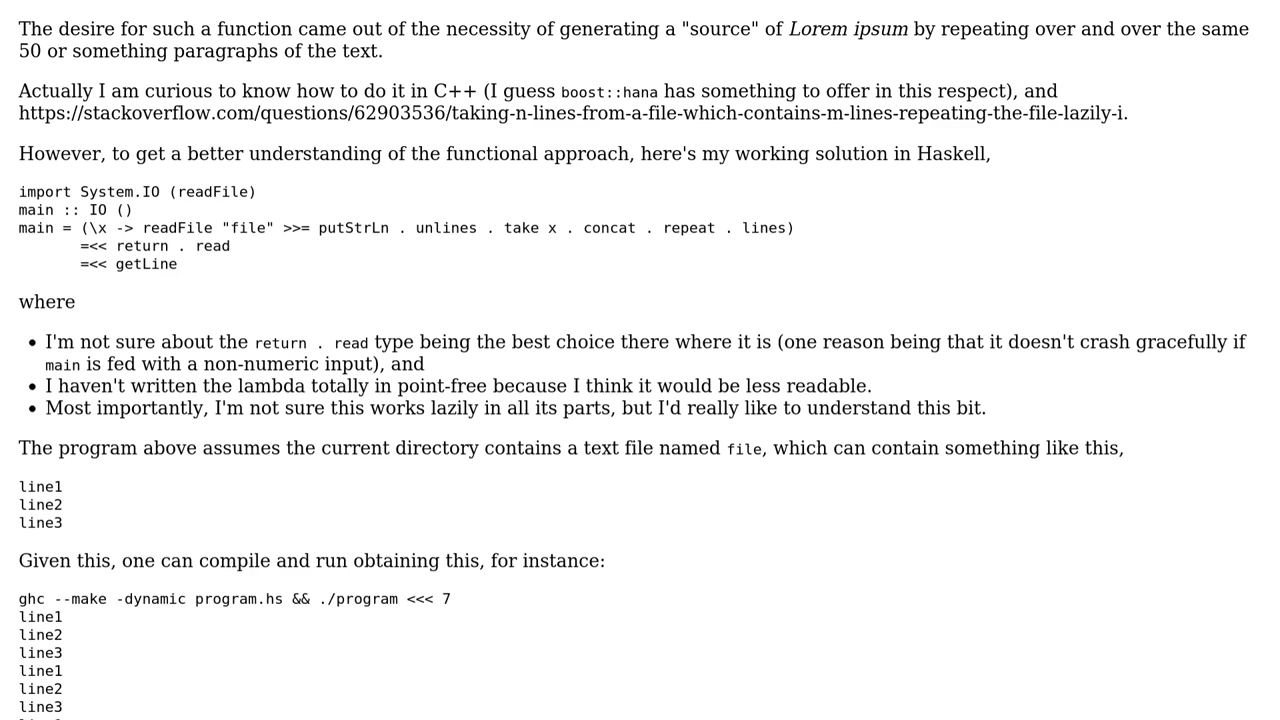 The desire for such a function came out of the necessity of generating a "source" of Lorem ipsum by repeating over and over the same
50 or something paragraphs of the text.
Actually I am curious to know how to do it in C++ (I guess boost::hana has something to offer in this respect), and
https://stackoverflow.com/questions/62903536/taking-n-lines-from-a-file-which-contains-m-lines-repeating-the-file-lazily-i.
However, to get a better understanding of the functional approach, here's my working solution in Haskell,
import System.IO (readFile)
main :: IO ()
main = (\x -> readFile "file" >>= putStrLn . unlines . take x . concat . repeat . lines)
       =<< return . read
       =<< getLine
where
• I'm not sure about the return . read type being the best choice there where it is (one reason being that it doesn't crash gracefully if
main is fed with a non-numeric input), and
• I haven't written the lambda totally in point-free because I think it would be less readable.
• Most importantly, I'm not sure this works lazily in all its parts, but I'd really like to understand this bit.
The program above assumes the current directory contains a text file named file, which can contain something like this,
line1
line2
line3
Given this, one can compile and run obtaining this, for instance:
ghc --make -dynamic program.hs && ./program <<< 7
line1
line2
line3
line1
line2
line3